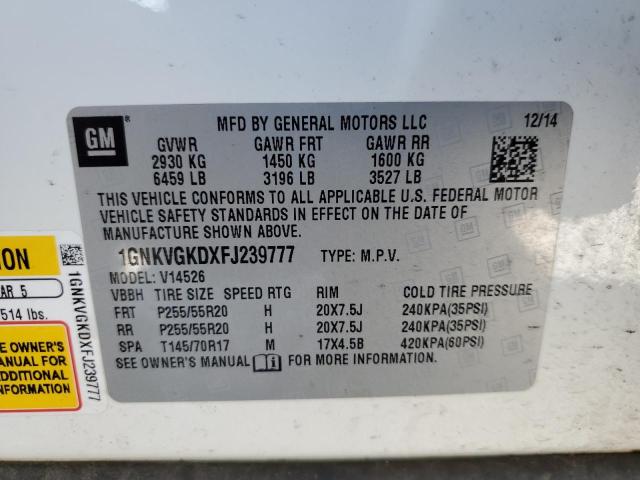 GM ®
MFD BY GENERAL MOTORS LLC 12/14
GVWR GAWR FRT GAWR RR
2930 KG 1450 KG 1600 KG
6459 LB 3196 LB 3527 LB
THIS VEHICLE CONFORMS TO ALL APPLICABLE U.S. FEDERAL MOTOR
VEHICLE SAFETY STANDARDS IN EFFECT ON THE DATE OF
MANUFACTURE SHOWN ABOVE.
1GNKVGKDXFJ239777 TYPE: M.P.V.
MODEL: V14526
VBBH TIRE SIZE SPEED RTG RIM COLD TIRE PRESSURE
FRT P255/55R20 H 20X7.5J 240KPA(35PSI)
RR P255/55R20 H 20X7.5J 240KPA(35PSI)
SPA T145/70R17 M 17X4.5B 420KPA(60PSI)
SEE OWNER'S MANUAL FOR MORE INFORMATION
ION
AR 5
514 lbs.
E OWNER'S
ANUAL FOR
ADDITIONAL
INFORMATION
1GNKVGKDXFJ239777